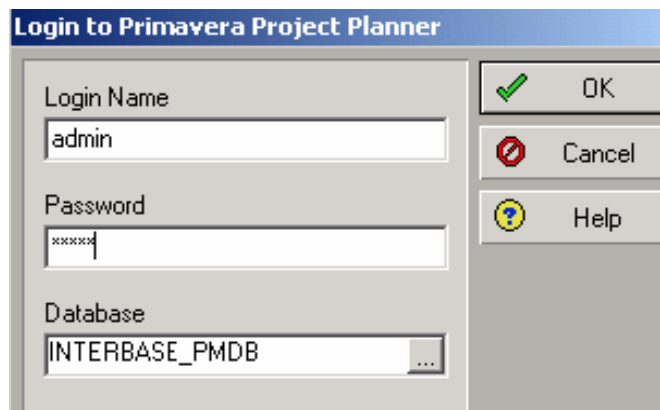 Login to Primavera Project Planner
Login Name
admin
Password
*****
Database
INTERBASE_PMDB
...
OK
Cancel
? Help